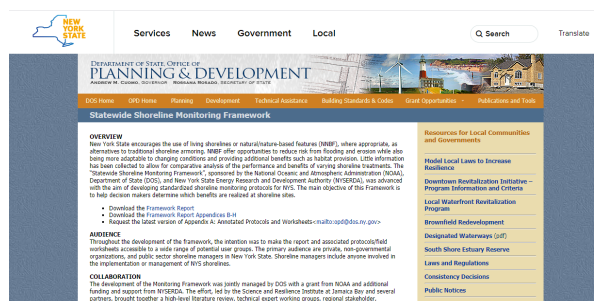 NEW
YORK
STATE
Services News Government Local
Search
Translate
DEPARTMENT OF STATE, OFFICE OF
PLANNING & DEVELOPMENT
ANDREW M. CUOMO, GOVERNOR ROSSANA ROSADO, SECRETARY OF STATE
DOS Home OPD Home Planning Development Technical Assistance Building Standards & Codes Grant Opportunities Publications and Tools
Statewide Shoreline Monitoring Framework
OVERVIEW
New York State encourages the use of living shorelines or natural/nature-based features (NNBF), where appropriate, as
alternatives to traditional shoreline armoring. NNBF offer opportunities to reduce risk from flooding and erosion while also
being more adaptable to changing conditions and providing additional benefits such as habitat provision. Little information
has been collected to allow for comparative analysis of the performance and benefits of varying shoreline treatments. The
"Statewide Shoreline Monitoring Framework", sponsored by the National Oceanic and Atmospheric Administration (NOAA),
Department of State (DOS), and New York State Energy Research and Development Authority (NYSERDA), was advanced
with the aim of developing standardized shoreline monitoring protocols for NYS. The main objective of this Framework is
to help decision makers determine which benefits are realized at shoreline sites.
• Download the Framework Report
• Download the Framework Report Appendices B-H
• Request the latest version of Appendix A: Annotated Protocols and Worksheets<mailto:opd@dos.ny.gov>
AUDIENCE
Throughout the development of the framework, the intention was to make the report and associated protocols/field
worksheets accessible to a wide range of potential user groups. The primary audience are private, non-governmental
organizations, and public sector shoreline managers in New York State. Shoreline managers include anyone involved in
the implementation or management of NYS shorelines.
COLLABORATION
The development of the Monitoring Framework was jointly managed by DOS with a grant from NOAA and additional
funding and support from NYSERDA. The effort, led by the Science and Resilience Institute at Jamaica Bay and several
partners, brought together a high-level literature review, technical expert working groups, regional stakeholder,
Resources for Local Communities
and Governments
Model Local Laws to Increase
Resilience
Downtown Revitalization Initiative –
Program Information and Criteria
Local Waterfront Revitalization
Program
Brownfield Redevelopment
Designated Waterways (pdf)
South Shore Estuary Reserve
Laws and Regulations
Consistency Decisions
Public Notices